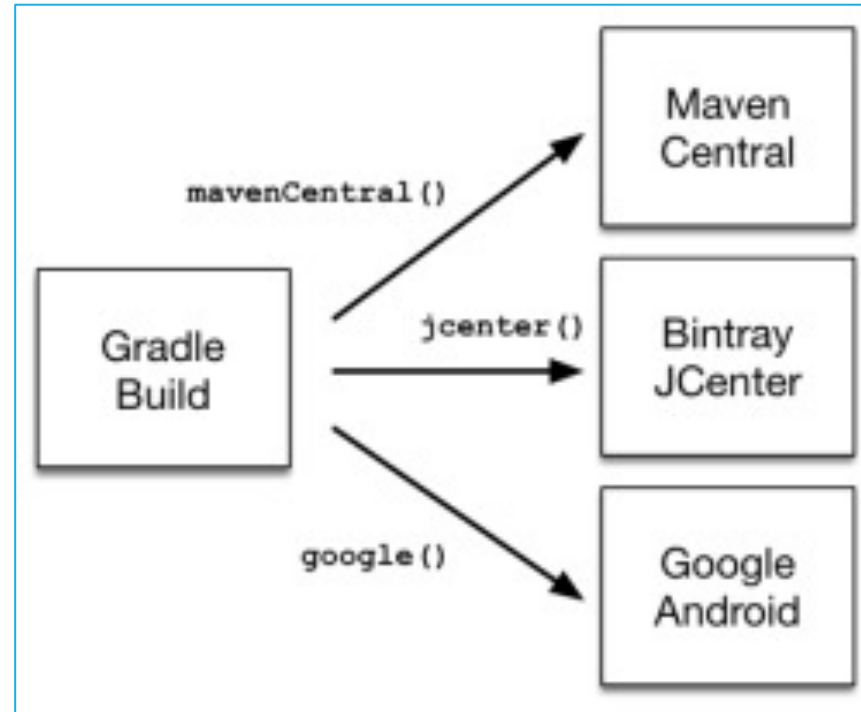 Maven
Central
mavenCentral()
Gradle
Build
jcenter()
Bintray
JCenter
google()
Google
Android